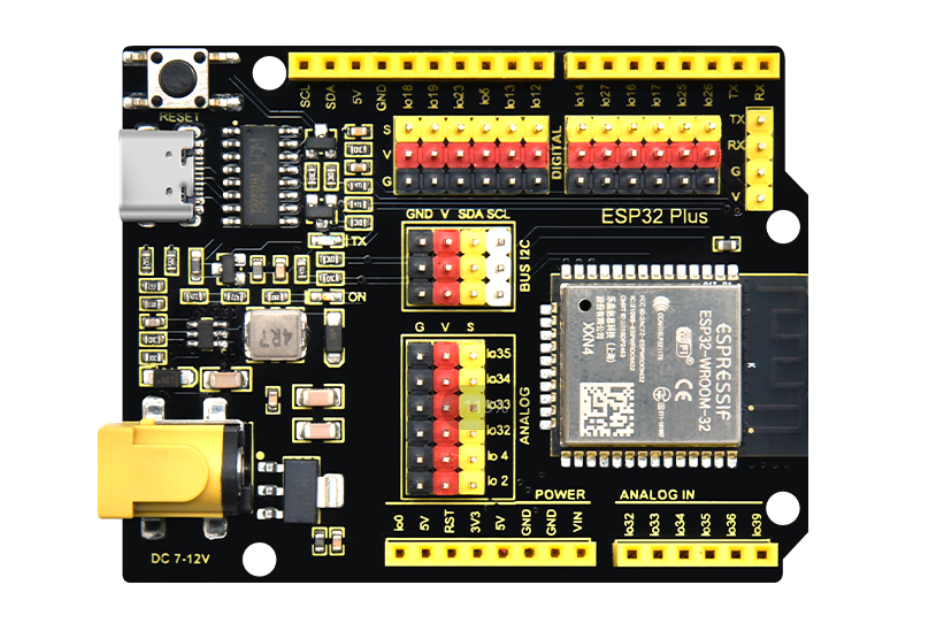 RESET
SCL SDA 5V GND Io18 Io19 Io23 Io5 Io13 Io12
Io14 Io27 Io16 Io17 Io25 Io26 TX RX
S
V
G
DIGITAL
TX
RX
G
V
ESP32 Plus
TX
GND V SDA SCL
BUS I2C
ON
4R7
G V S
Io35
Io34
Io33
Io32
Io 4
Io 2
ANALOG
ESPRESSIF
ESP32-WROOM-32
WiFi
CE
XXN4
DC 7-12V
POWER
Io0 5V RST 3V3 5V GND GND VIN
ANALOG IN
Io32 Io33 Io34 Io35 Io36 Io39